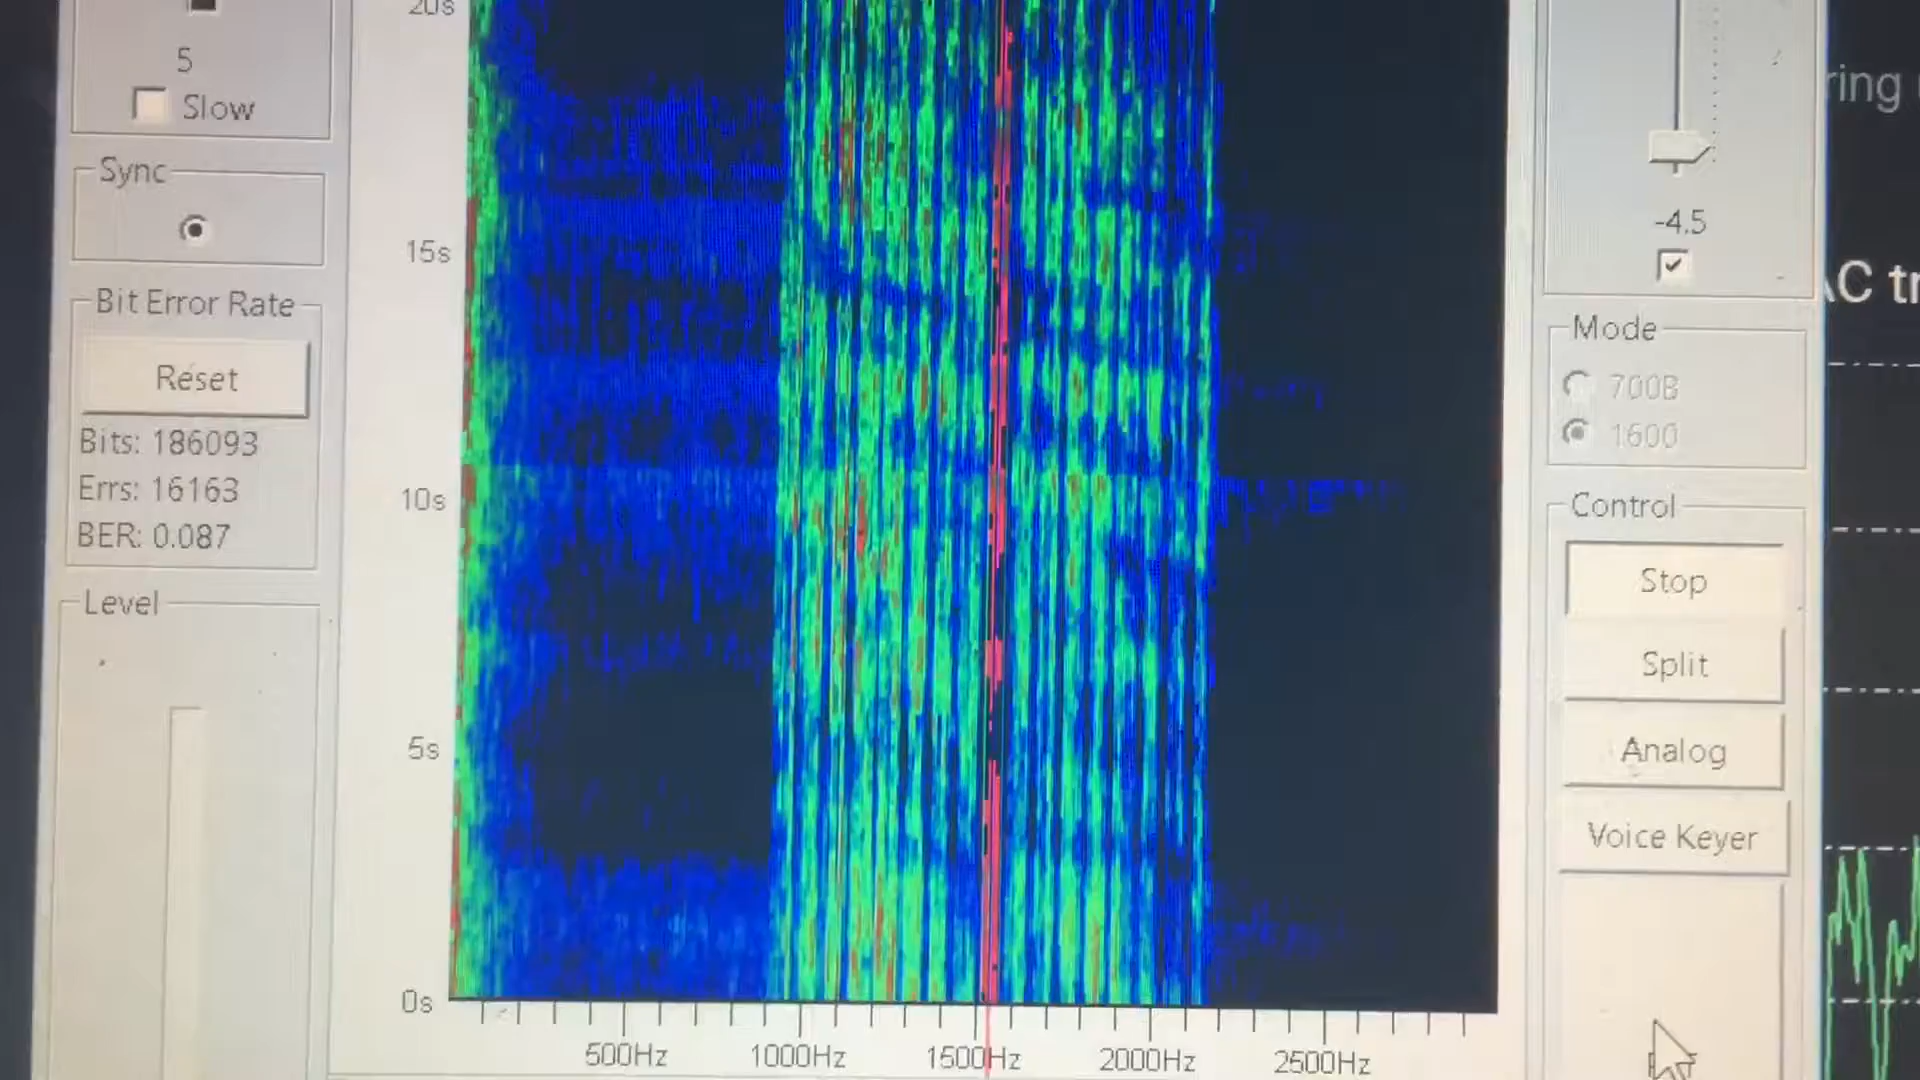 5
Slow
Sync
Bit Error Rate
Reset
Bits: 186093
Errs: 16163
BER: 0.087
Level
20s
15s
10s
5s
0s
500Hz 1000Hz 1500Hz 2000Hz 2500Hz
-4.5
Mode
700B
1600
Control
Stop
Split
Analog
Voice Keyer
ring